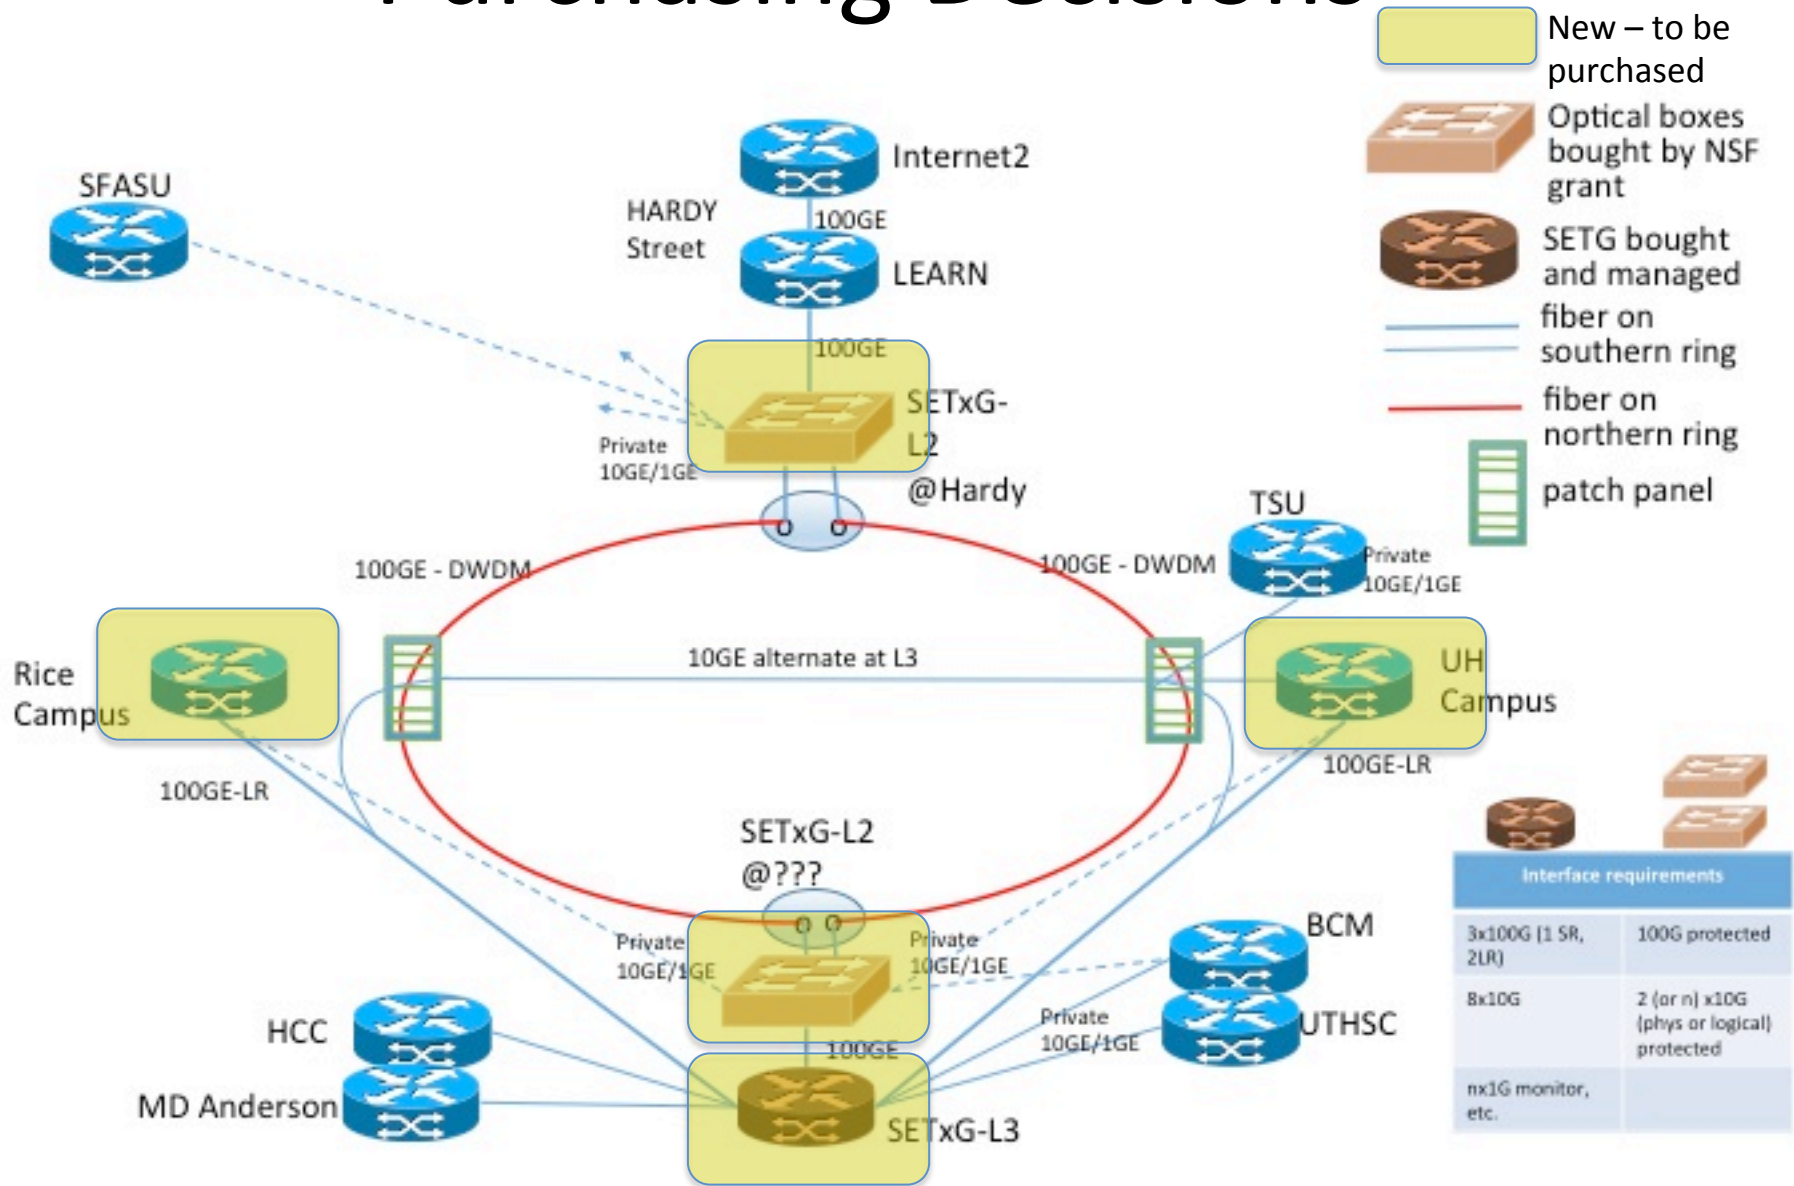 Purchasing Decisions
New – to be
purchased
Optical boxes
bought by NSF
grant
SETG bought
and managed
fiber on
southern ring
fiber on
northern ring
patch panel
Internet2
SFASU
HARDY
Street
100GE
LEARN
100GE
SETxG-
L2
@Hardy
Private
10GE/1GE
TSU
Private
10GE/1GE
100GE - DWDM
100GE - DWDM
10GE alternate at L3
Rice
Campus
UH
Campus
100GE-LR
100GE-LR
SETxG-L2
@???
Private
10GE/1GE
Private
10GE/1GE
BCM
UTHSC
Private
10GE/1GE
HCC
MD Anderson
100GE
SETxG-L3
Interface requirements
3x100G (1 SR,
2LR)
100G protected
8x10G
2 (or n) x10G
(phys or logical)
protected
nx1G monitor,
etc.